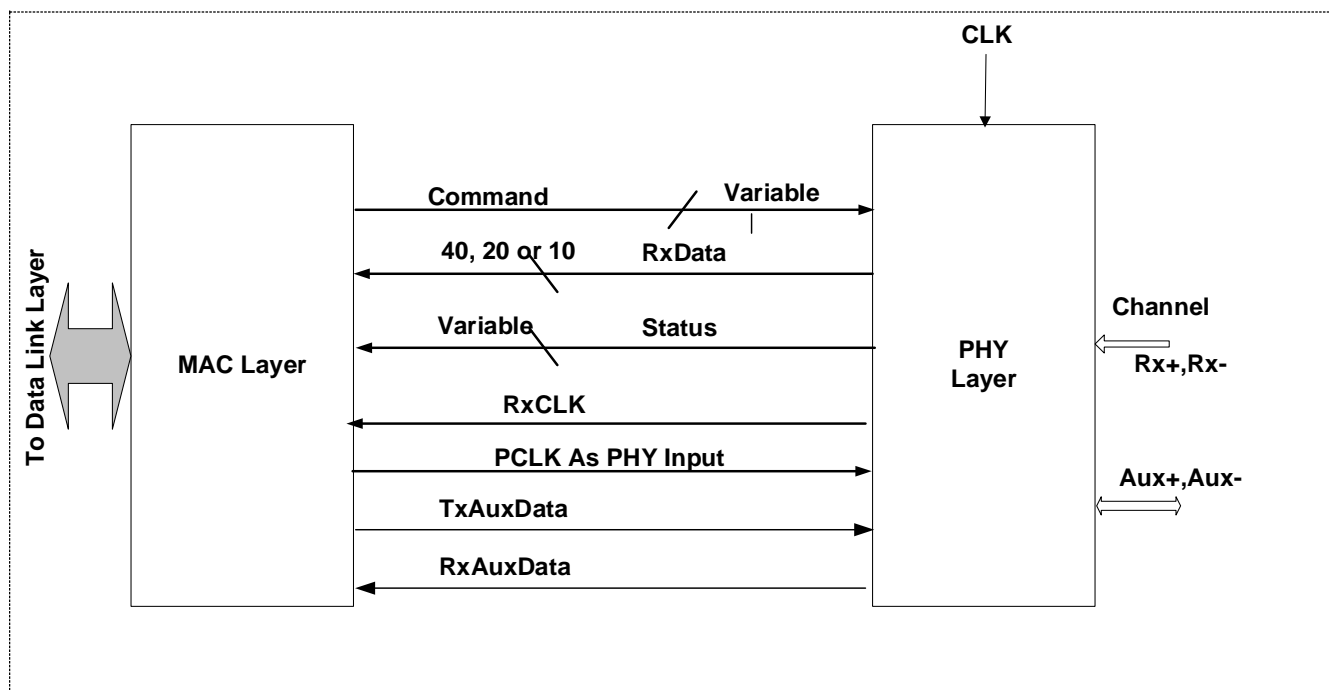 CLK
Command
Variable
40, 20 or 10
RxData
To Data Link Layer
Channel
Variable
Status
MAC Layer
PHY
Layer
Rx+,Rx-
RxCLK
PCLK As PHY Input
Aux+,Aux-
TxAuxData
RxAuxData